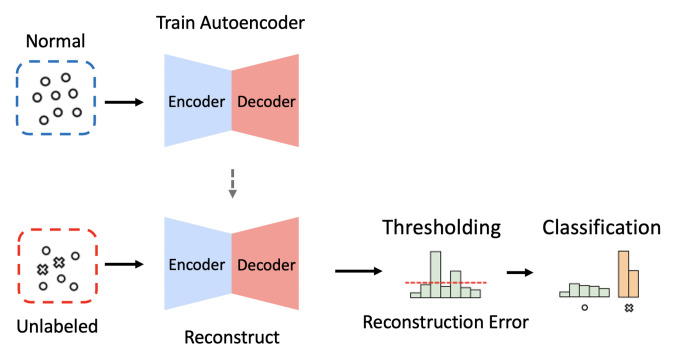 Train Autoencoder
Normal
Encoder
Decoder
Thresholding
Classification
Encoder
Decoder
Unlabeled
Reconstruct
Reconstruction Error